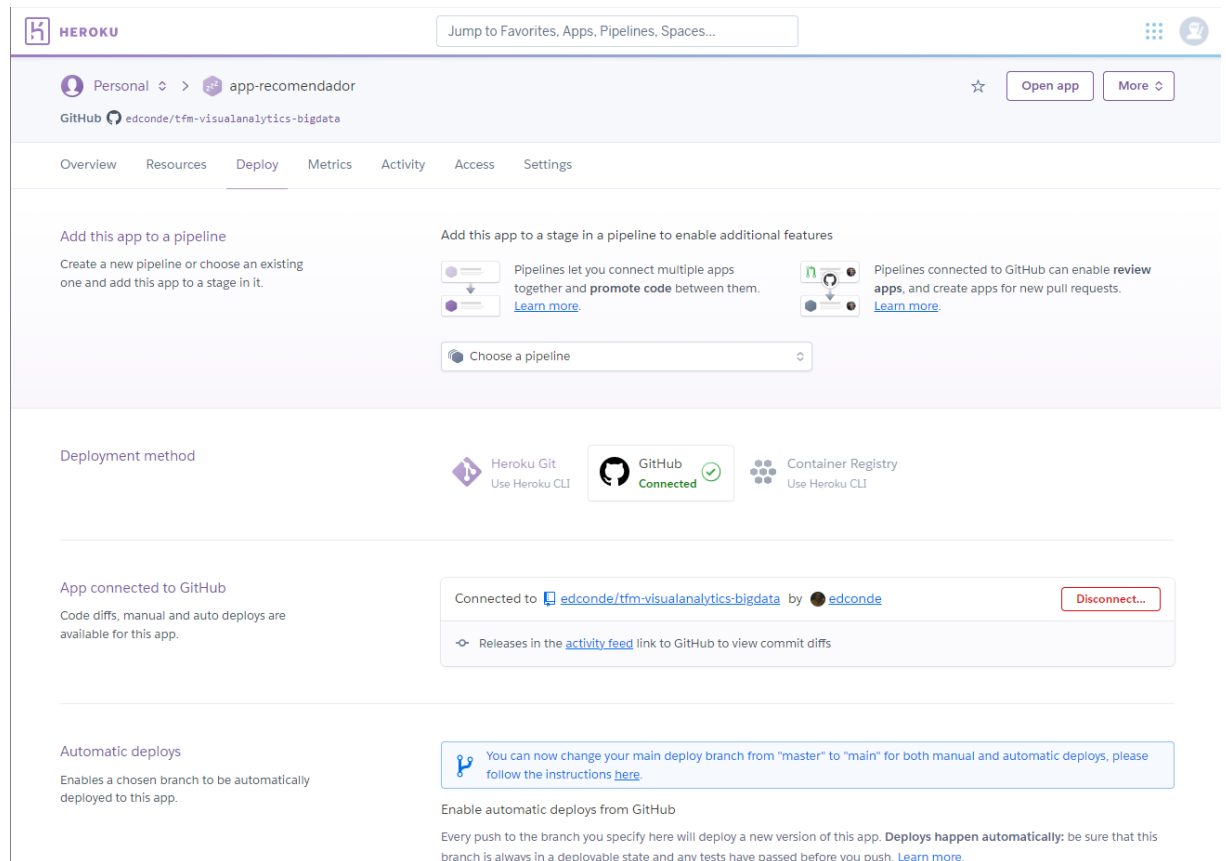 HEROKU
Jump to Favorites, Apps, Pipelines, Spaces...
Personal > app-recomendador
Open app
More
GitHub edconde/tfm-visualanalytics-bigdata
Overview Resources Deploy Metrics Activity Access Settings
Add this app to a pipeline
Create a new pipeline or choose an existing
one and add this app to a stage in it.
Add this app to a stage in a pipeline to enable additional features
Pipelines let you connect multiple apps
together and promote code between them.
Learn more.
Pipelines connected to GitHub can enable review
apps, and create apps for new pull requests.
Learn more.
Choose a pipeline
Deployment method
Heroku Git
Use Heroku CLI
GitHub
Connected
Container Registry
Use Heroku CLI
App connected to GitHub
Code diffs, manual and auto deploys are
available for this app.
Connected to edconde/tfm-visualanalytics-bigdata by edconde
Disconnect...
Releases in the activity feed link to GitHub to view commit diffs
Automatic deploys
Enables a chosen branch to be automatically
deployed to this app.
You can now change your main deploy branch from "master" to "main" for both manual and automatic deploys, please
follow the instructions here.
Enable automatic deploys from GitHub
Every push to the branch you specify here will deploy a new version of this app. Deploys happen automatically: be sure that this
branch is always in a deployable state and any tests have passed before you push. Learn more.